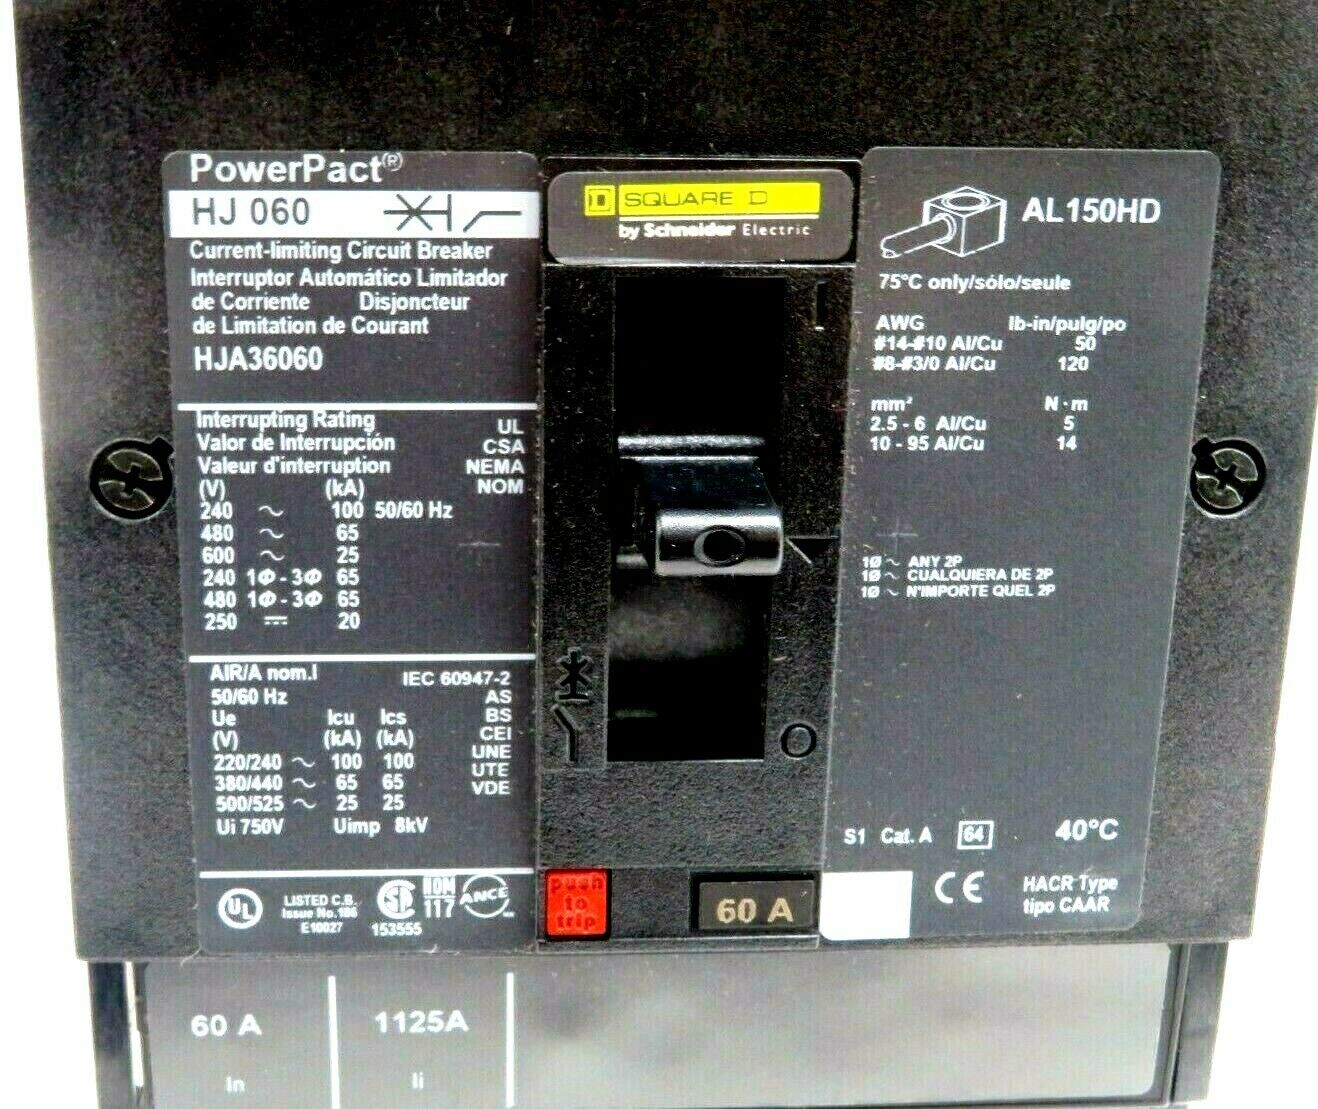 PowerPact®
HJ 060
Current-limiting Circuit Breaker
Interruptor Automático Limitador
de Corriente Disjoncteur
de Limitation de Courant
HJA36060
Interrupting Rating
Valor de Interrupción
Valeur d'interruption
UL
CSA
NEMA
NOM
(V) (kA)
240 ~ 100 50/60 Hz
480 ~ 65
600 ~ 25
240 1Φ - 3Φ 65
480 1Φ - 3Φ 65
250 ⎓ 20
AIR/A nom.I IEC 60947-2
50/60 Hz
AS
BS
CEI
UNE
UTE
VDE
Ue Icu Ics
(V) (kA) (kA)
220/240 ~ 100 100
380/440 ~ 65 65
500/525 ~ 25 25
Ui 750V Uimp 8kV
UL
LISTED C.B.
Issue No.186
E10027
SA
153555
NOM
117
ANCE
D SQUARE D
by Schneider Electric
I
O
push
to
trip
60 A
AL150HD
75°C only/sólo/seule
AWG lb-in/pulg/po
#14-#10 Al/Cu 50
#8-#3/0 Al/Cu 120
mm² N·m
2.5 - 6 Al/Cu 5
10 - 95 Al/Cu 14
1Ø ~ ANY 2P
1Ø ~ CUALQUIERA DE 2P
1Ø ~ N'IMPORTE QUEL 2P
S1 Cat. A 64 40°C
CE
HACR Type
tipo CAAR
60 A 1125A
In Ii